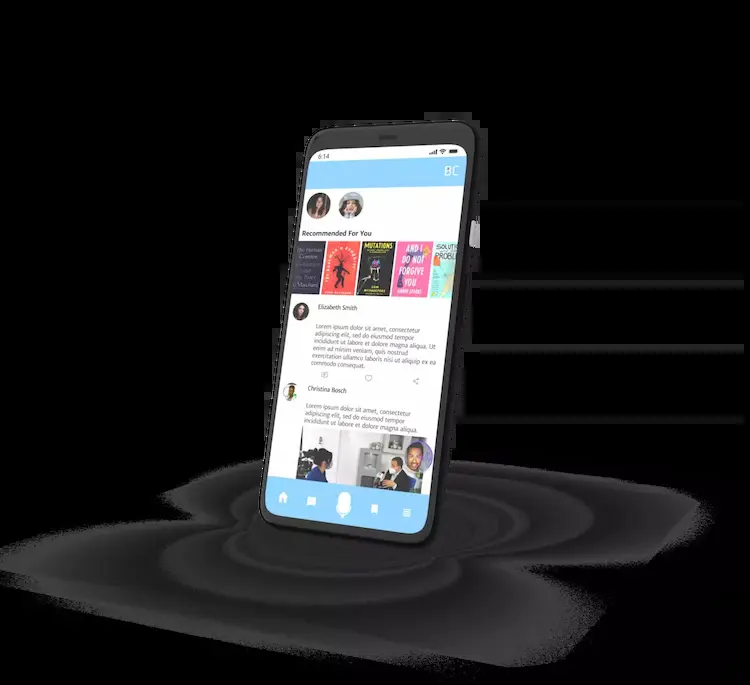 6:14
BC
Recommended For You
MUTATIONS
AND I
DO NOT
FORGIVE
YOU
SOLUTIO
PROBL
Elizabeth Smith
Lorem ipsum dolor sit amet, consectetur
adipiscing elit, sed do eiusmod tempor
incididunt ut labore et dolore magna aliqua. Ut
enim ad minim veniam, quis nostrud
exercitation ullamco laboris nisi ut aliquip ex ea
commodo consequat.
Christina Bosch
Lorem ipsum dolor sit amet, consectetur
adipiscing elit, sed do eiusmod tempor
incididunt ut labore et dolore magna aliqua.